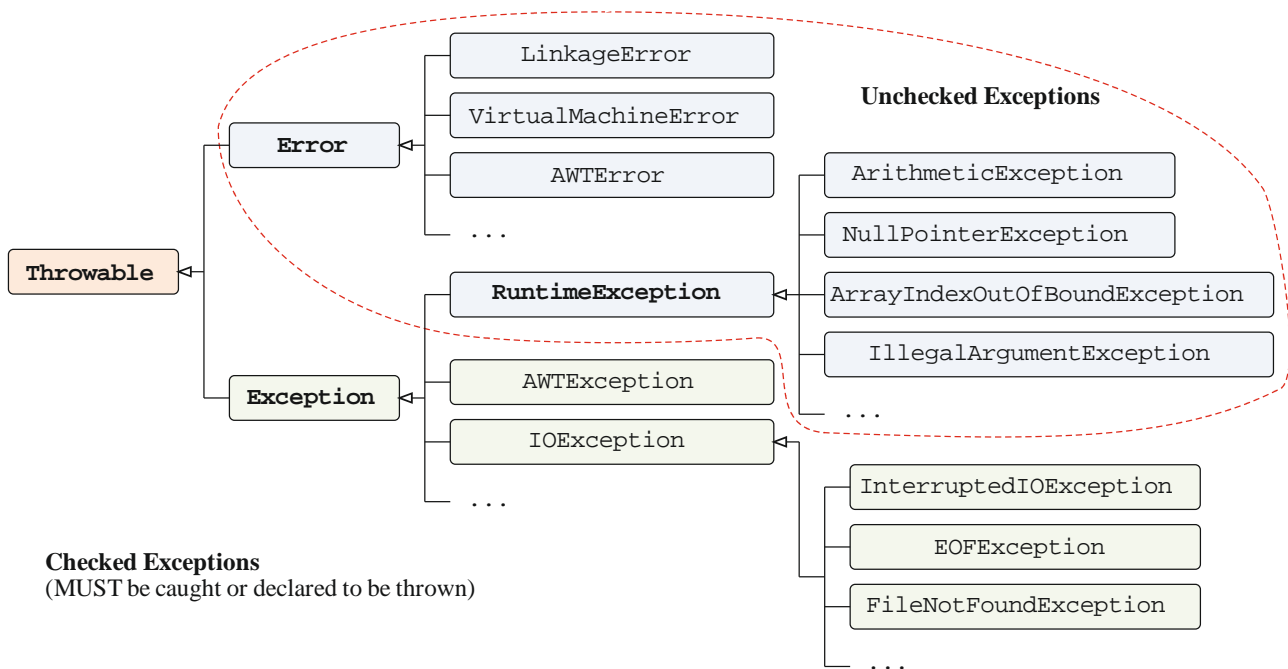 LinkageError
Unchecked Exceptions
VirtualMachineError
Error
AWTError
ArithmeticException
...
NullPointerException
Throwable
RuntimeException
ArrayIndexOutOfBoundException
IllegalArgumentException
AWTException
Exception
...
IOException
InterruptedIOException
...
EOFException
Checked Exceptions
(MUST be caught or declared to be thrown)
FileNotFoundException
...